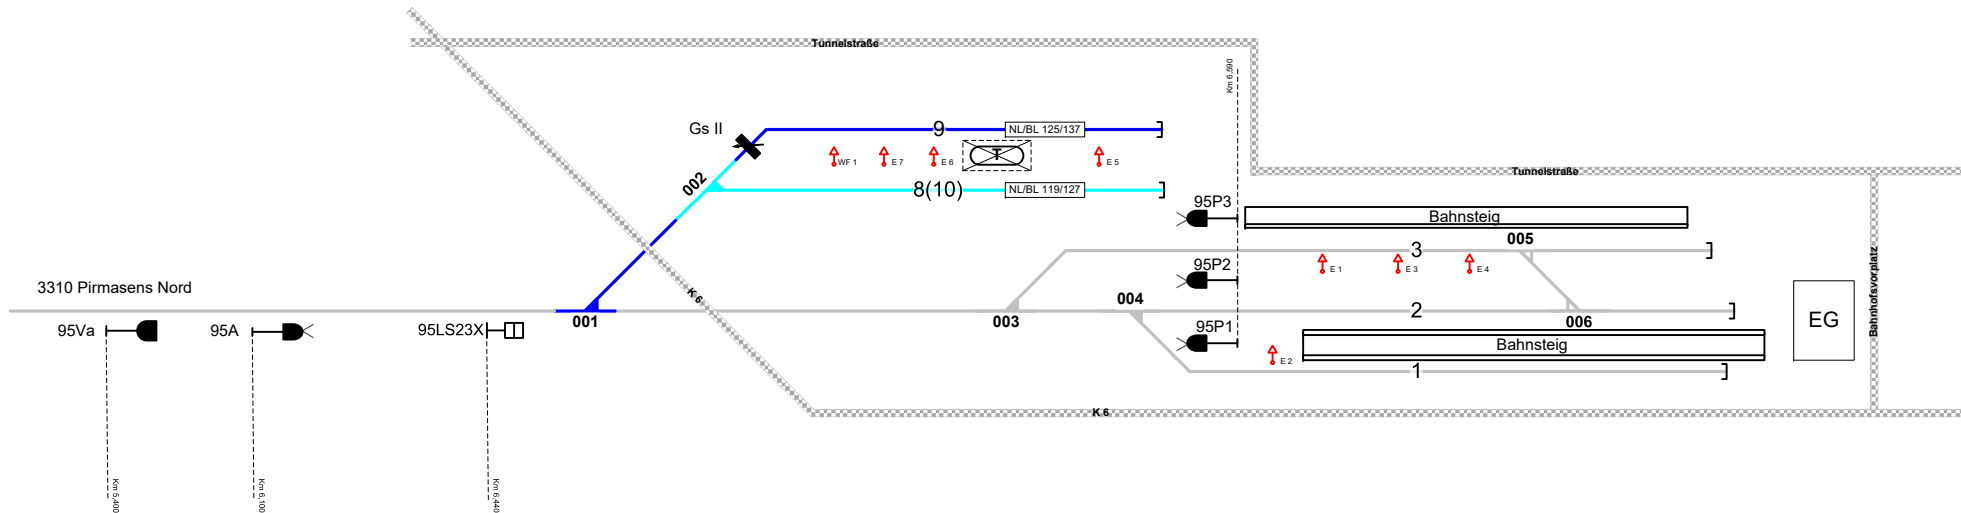 Tunnelstraße
Km 6,590
Gs II
9
NL/BL 125/137
WF 1
E 7
E 6
T
E 5
002
8(10)
NL/BL 119/127
Tunnelstraße
95P3
Bahnsteig
3
005
E 1
E 3
E 4
95P2
K 6
3310 Pirmasens Nord
004
2
Bahnhofsvorplatz
95Va
95A
95LS23X
001
003
95P1
006
EG
Bahnsteig
E 2
1
K 6
Km 5,400
Km 6,100
Km 6,440